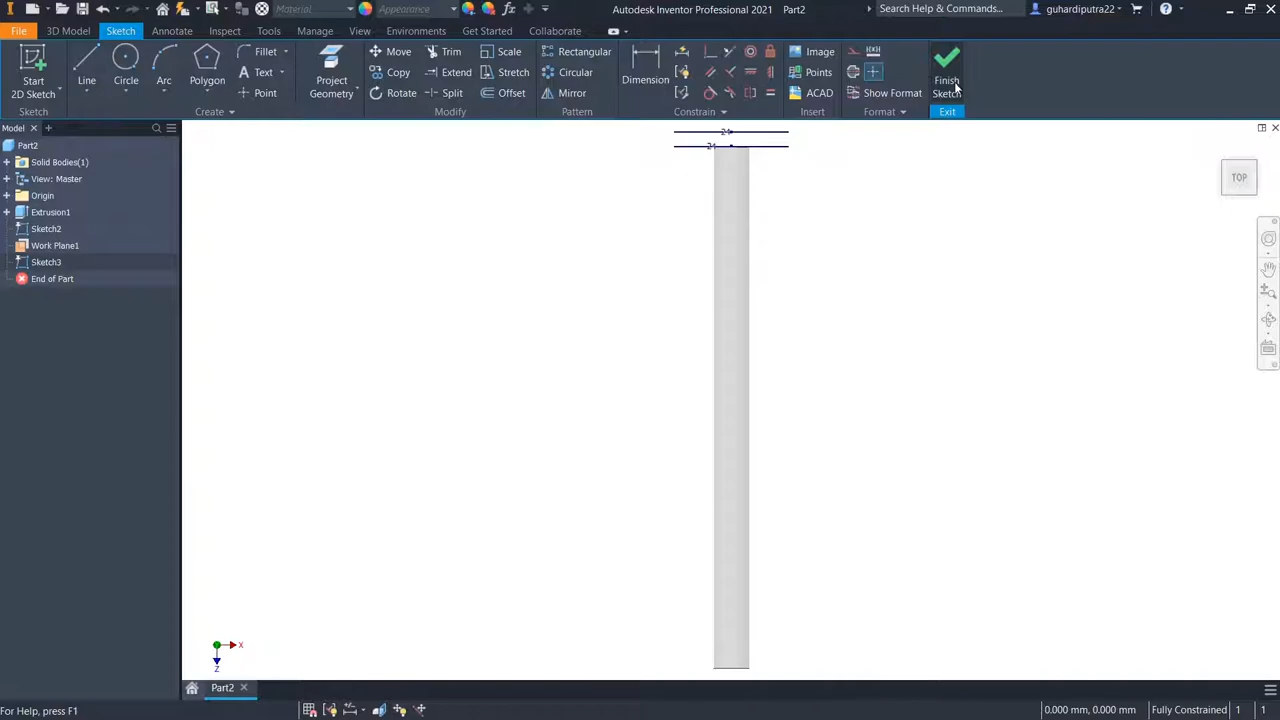 Material
Appearance
Autodesk Inventor Professional 2021 Part2
Search Help & Commands...
guhardiputra22
File
3D Model
Sketch
Annotate
Inspect
Tools
Manage
View
Environments
Get Started
Collaborate
Start
2D Sketch
Line
Circle
Arc
Polygon
Fillet
Text
Point
Project
Geometry
Move
Copy
Rotate
Trim
Extend
Split
Scale
Stretch
Offset
Rectangular
Circular
Mirror
Dimension
Image
Points
ACAD
Show Format
Finish
Sketch
Sketch
Create
Modify
Pattern
Constrain
Insert
Format
Exit
Model
Part2
Solid Bodies(1)
View: Master
Origin
Extrusion1
Sketch2
Work Plane1
Sketch3
End of Part
TOP
X
Z
Part2
For Help, press F1
0.000 mm, 0.000 mm
Fully Constrained
1
1